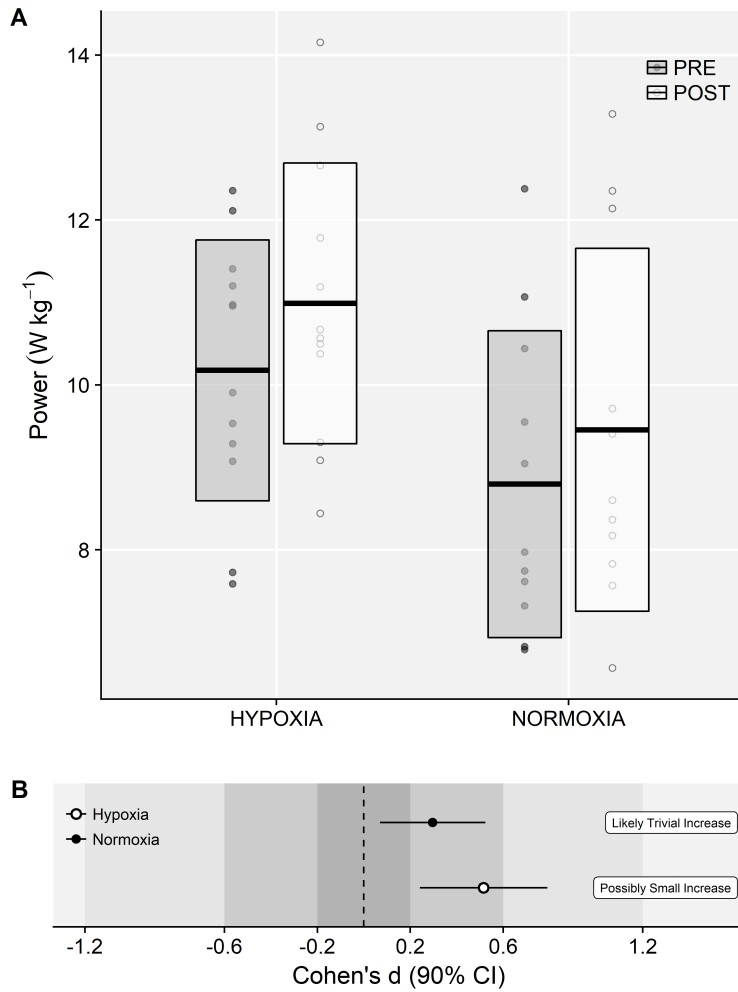 A
14
12
10
8
Power (W kg⁻¹)
PRE
POST
HYPOXIA NORMOXIA
B
Hypoxia
Normoxia
Likely Trivial Increase
Possibly Small Increase
-1.2 -0.6 -0.2 0.2 0.6 1.2
Cohen's d (90% CI)